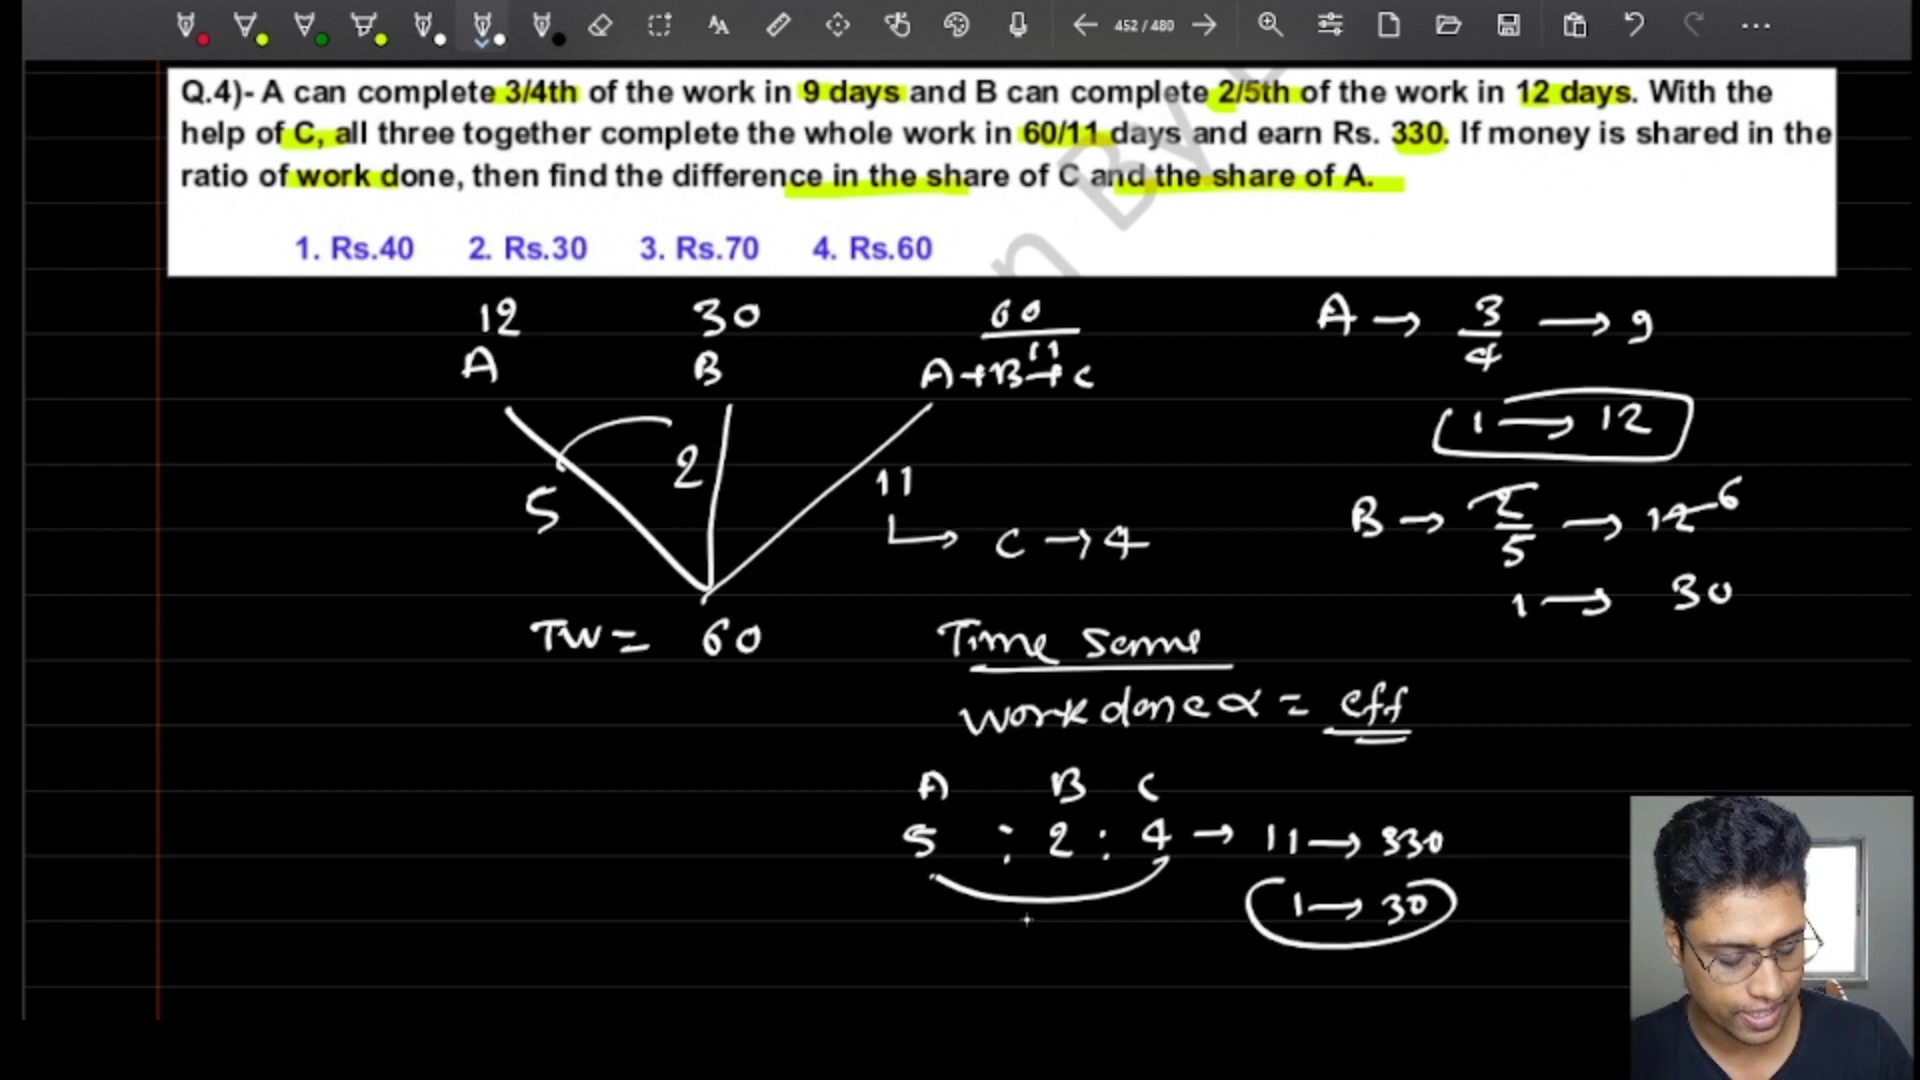 452 / 480
Q.4)- A can complete 3/4th of the work in 9 days and B can complete 2/5th of the work in 12 days. With the
help of C, all three together complete the whole work in 60/11 days and earn Rs. 330. If money is shared in the
ratio of work done, then find the difference in the share of C and the share of A.
n By
1. Rs.40 2. Rs.30 3. Rs.70 4. Rs.60
12 30 60/11
A B A+B+C
5 2 11
C → 4
TW = 60
A → 3/4 → 9
1 → 12
B → 2/5 → 12 6
1 → 30
Time same
work done ∝ = eff
A B C
5 : 2 : 4 → 11 → 330
1 → 30